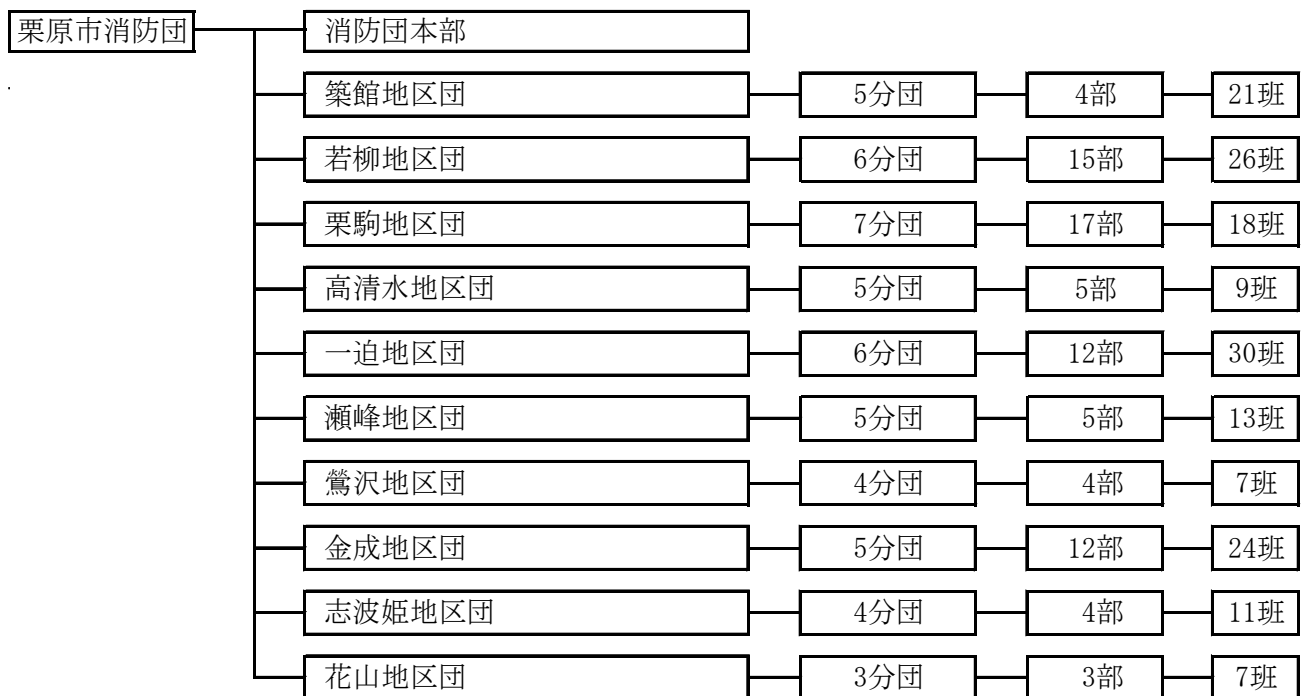 栗原市消防団 消防団本部
築館地区団 5分団 4部 21班
若柳地区団 6分団 15部 26班
栗駒地区団 7分団 17部 18班
高清水地区団 5分団 5部 9班
一迫地区団 6分団 12部 30班
瀬峰地区団 5分団 5部 13班
鶯沢地区団 4分団 4部 7班
金成地区団 5分団 12部 24班
志波姫地区団 4分団 4部 11班
花山地区団 3分団 3部 7班